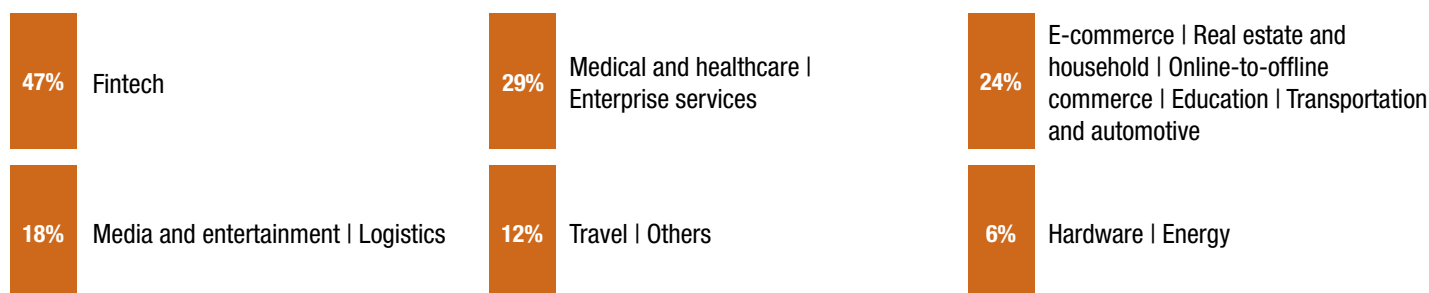 47%
Fintech
29%
Medical and healthcare |
Enterprise services
24%
E-commerce | Real estate and
household | Online-to-offline
commerce | Education | Transportation
and automotive
18%
Media and entertainment | Logistics
12%
Travel | Others
6%
Hardware | Energy